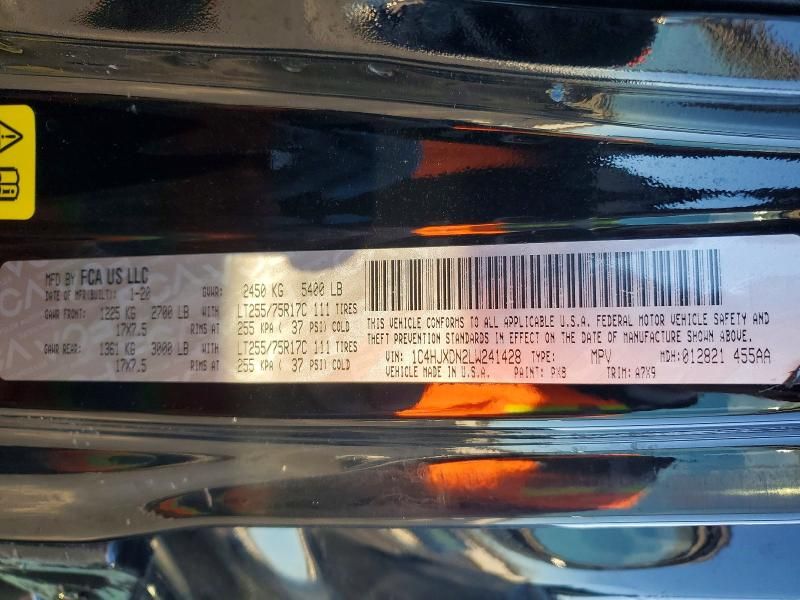 MFD BY FCA US LLC
DATE OF MFR(BUILT): 1-20 GVWR: 2450 KG 5400 LB
GAWR FRONT: 1225 KG 2700 LB WITH LT255/75R17C 111 TIRES
17X7.5 RIMS AT 255 KPA ( 37 PSI) COLD
GAWR REAR: 1361 KG 3000 LB WITH LT255/75R17C 111 TIRES
17X7.5 RIMS AT 255 KPA ( 37 PSI) COLD
THIS VEHICLE CONFORMS TO ALL APPLICABLE U.S.A. FEDERAL MOTOR VEHICLE SAFETY, BUMPER, AND
THEFT PREVENTION STANDARDS IN EFFECT ON THE DATE OF MANUFACTURE SHOWN ABOVE.
VIN: 1C4HJXDN2LW241428 TYPE: MPV MDH: 012821 455AA
VEHICLE MADE IN U.S.A. PAINT: PX8 TRIM: A7X9